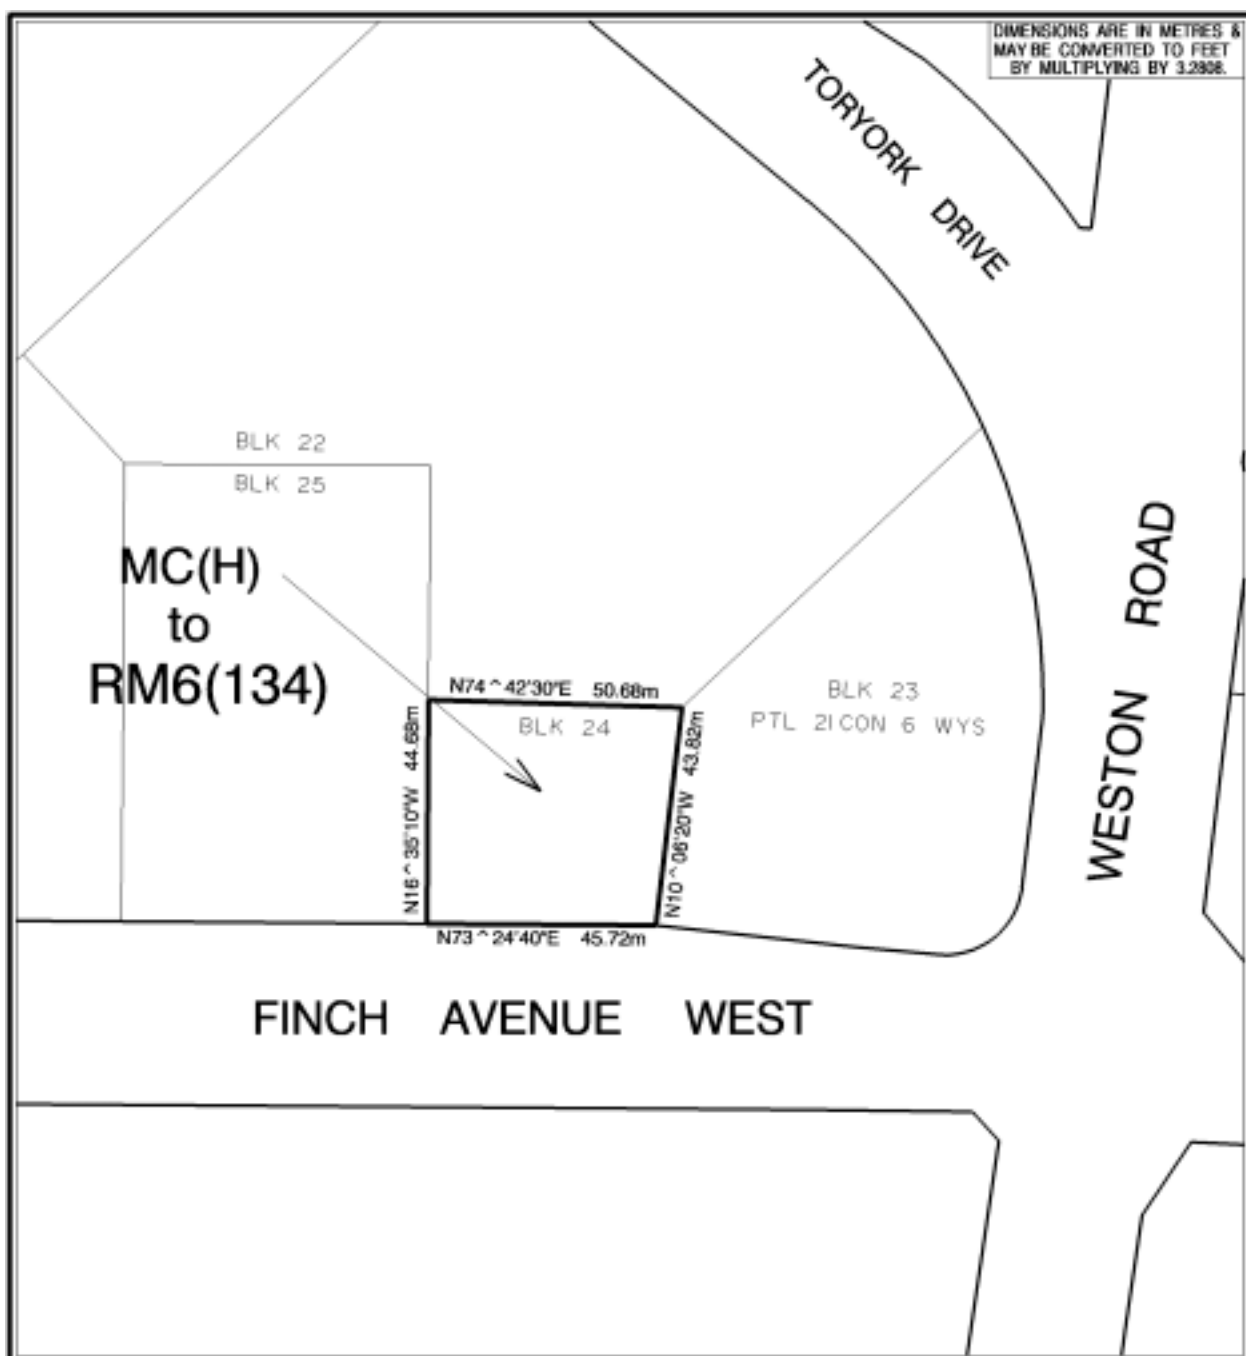 DIMENSIONS ARE IN METRES &
MAY BE CONVERTED TO FEET
BY MULTIPLYING BY 3.2808.
TORYORK DRIVE
BLK 22
BLK 25
MC(H)
to
RM6(134)
N74^42'30"E 50.68m
BLK 24
N16^35'10"W 44.68m
N10^06'20"W 43.82m
N73^24'40"E 45.72m
BLK 23
PTL 21 CON 6 WYS
WESTON ROAD
FINCH AVENUE WEST